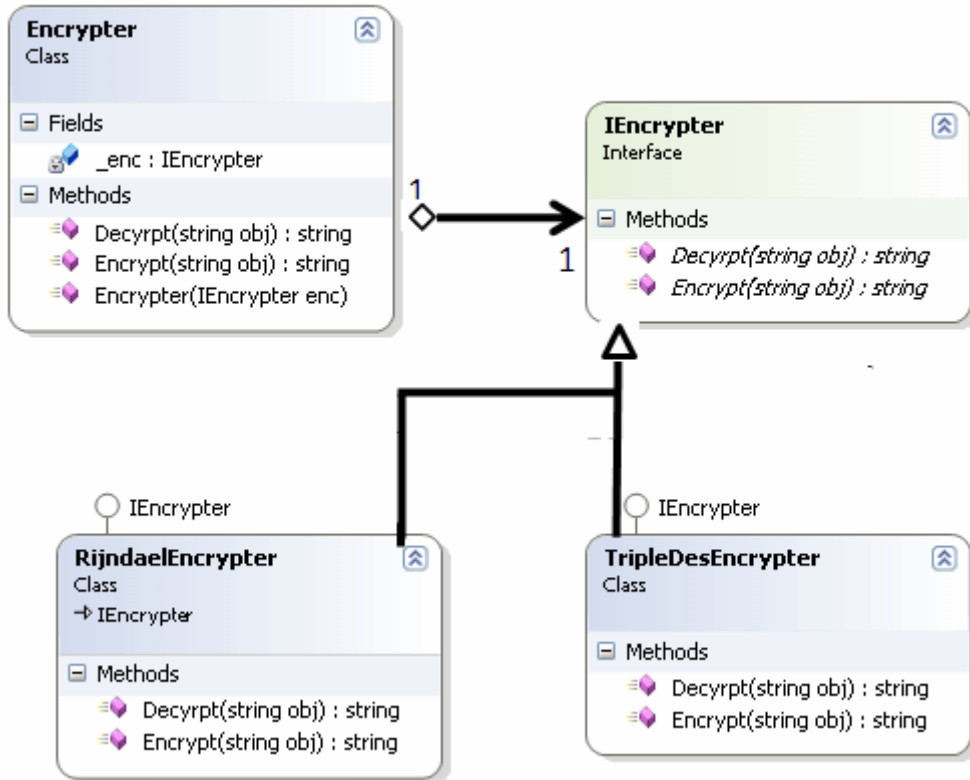 Encrypter
Class
Fields
_enc : IEncrypter
Methods
Decyrpt(string obj) : string
Encrypt(string obj) : string
Encrypter(IEncrypter enc)
1
1
IEncrypter
Interface
Methods
Decyrpt(string obj) : string
Encrypt(string obj) : string
IEncrypter
RijndaelEncrypter
Class
IEncrypter
Methods
Decyrpt(string obj) : string
Encrypt(string obj) : string
IEncrypter
TripleDesEncrypter
Class
Methods
Decyrpt(string obj) : string
Encrypt(string obj) : string